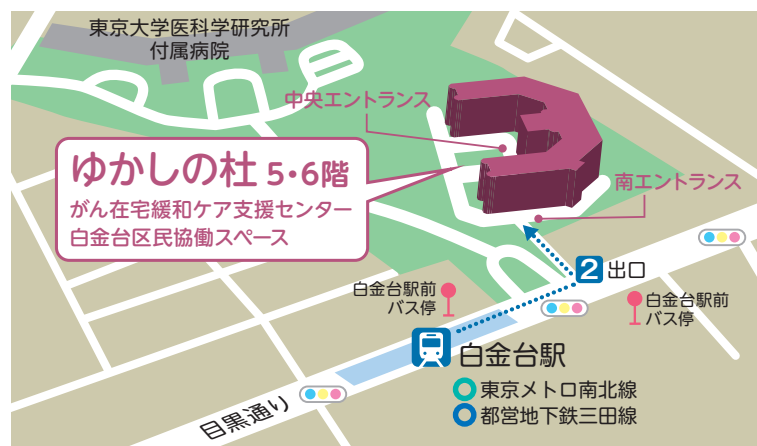 東京大学医科学研究所
付属病院
中央エントランス
ゆかしの杜 5・6階
がん在宅緩和ケア支援センター
白金台区民協働スペース
南エントランス
2 出口
白金台駅前
バス停
白金台駅前
バス停
白金台駅
東京メトロ南北線
都営地下鉄三田線
目黒通り